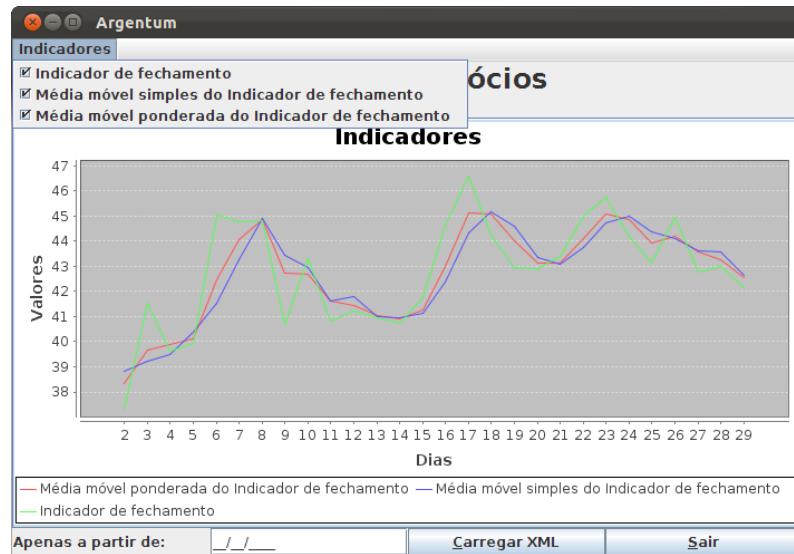 Argentum
Indicadores
Indicador de fechamento
Média móvel simples do Indicador de fechamento
Média móvel ponderada do Indicador de fechamento
ócios
Indicadores
47
46
45
44
43
42
41
40
39
38
Valores
2 3 4 5 6 7 8 9 10 11 12 13 14 15 16 17 18 19 20 21 22 23 24 25 26 27 28 29
Dias
Média móvel ponderada do Indicador de fechamento Média móvel simples do Indicador de fechamento
Indicador de fechamento
Apenas a partir de: __/__/____ Carregar XML Sair